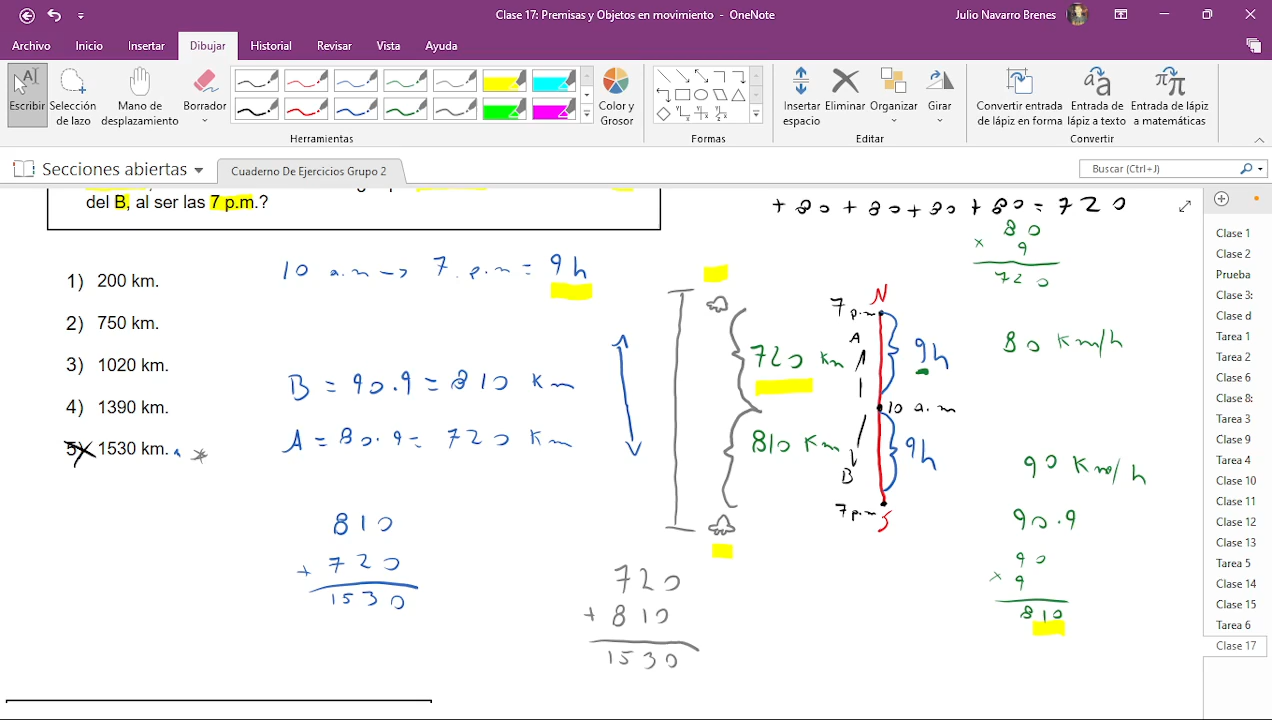 Clase 17: Premisas y Objetos en movimiento - OneNote
Julio Navarro Brenes
Archivo Inicio Insertar Dibujar Historial Revisar Vista Ayuda
Escribir
Selección de lazo
Mano de desplazamiento
Borrador
Color y Grosor
Insertar espacio
Eliminar
Organizar
Girar
Convertir entrada de lápiz en forma
Entrada de lápiz a texto
Entrada de lápiz a matemáticas
Herramientas
Formas
Editar
Convertir
Secciones abiertas
Cuaderno De Ejercicios Grupo 2
Buscar (Ctrl+J)
del B, al ser las 7 p.m.?
+ 80 + 80 + 80 + 80 = 720
80
× 9
720
10 a.m → 7 p.m = 9h
1) 200 km.
2) 750 km.
3) 1020 km.
4) 1390 km.
5) 1530 km.
B = 90.9 = 810 Km
A = 80.9 = 720 Km
810
+ 720
1530
720 km
810 Km
720
+ 810
1530
N
7 p.m
A
9h
10 a.m
9h
B
7 p.m
S
80 Km/h
90 Km/h
90.9
90
× 9
810
Clase 1
Clase 2
Prueba
Clase 3:
Clase d
Tarea 1
Tarea 2
Clase 6
Clase 8:
Tarea 3
Clase 9
Tarea 4
Clase 10
Clase 11
Clase 12
Clase 13
Tarea 5
Clase 14
Clase 15
Tarea 6
Clase 17